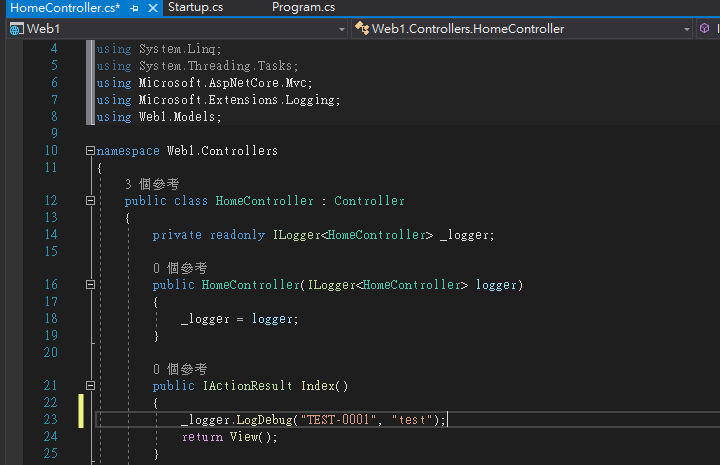 HomeController.cs* Startup.cs Program.cs
Web1 Web1.Controllers.HomeController
4 using System.Linq;
5 using System.Threading.Tasks;
6 using Microsoft.AspNetCore.Mvc;
7 using Microsoft.Extensions.Logging;
8 using Web1.Models;
9
10 namespace Web1.Controllers
11 {
3 個參考
12 public class HomeController : Controller
13 {
14 private readonly ILogger<HomeController> _logger;
15
0 個參考
16 public HomeController(ILogger<HomeController> logger)
17 {
18 _logger = logger;
19 }
20
0 個參考
21 public IActionResult Index()
22 {
23 _logger.LogDebug("TEST-0001", "test");
24 return View();
25 }